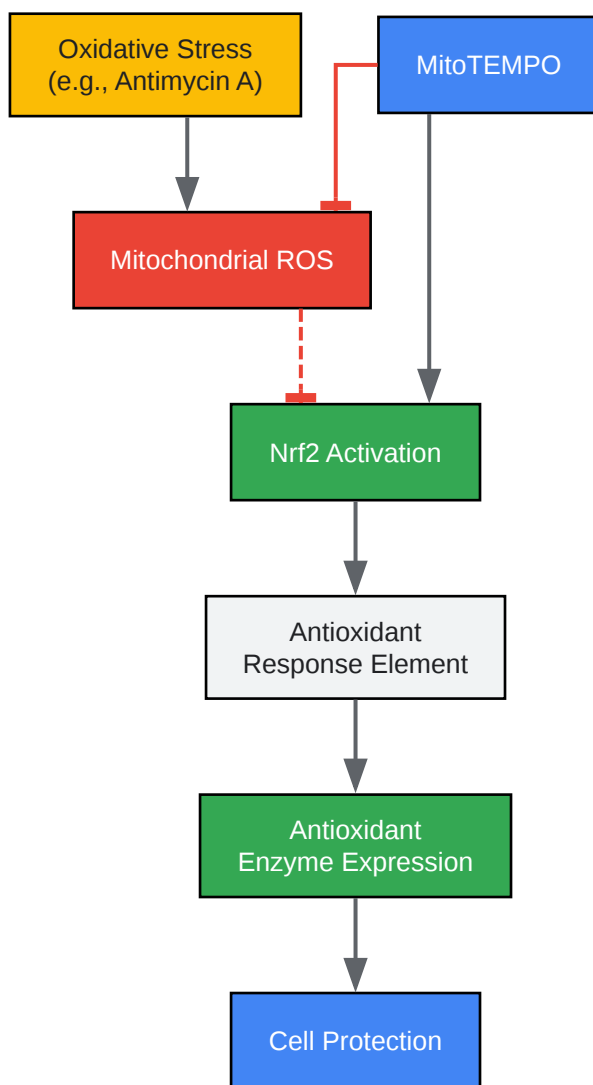 Oxidative Stress
(e.g., Antimycin A)
MitoTEMPO
Mitochondrial ROS
Nrf2 Activation
Antioxidant
Response Element
Antioxidant
Enzyme Expression
Cell Protection